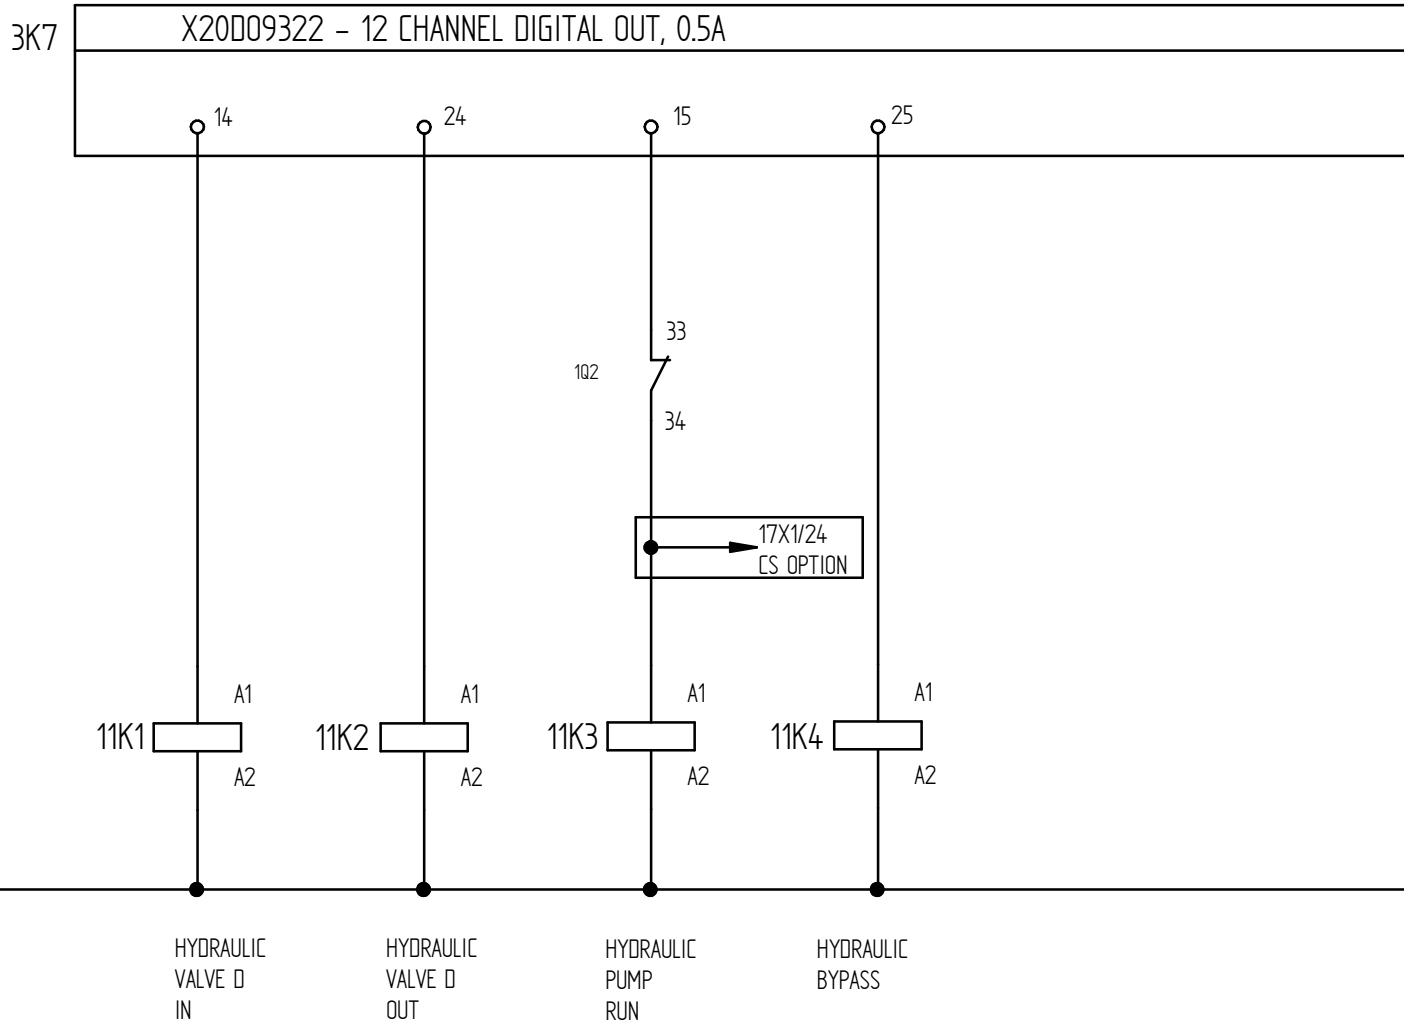 3K7
X20DO9322 - 12 CHANNEL DIGITAL OUT, 0.5A
14
24
15
25
33
1Q2
34
17X1/24
CS OPTION
A1
A1
A1
A1
11K1
11K2
11K3
11K4
A2
A2
A2
A2
HYDRAULIC
VALVE D
IN
HYDRAULIC
VALVE D
OUT
HYDRAULIC
PUMP
RUN
HYDRAULIC
BYPASS